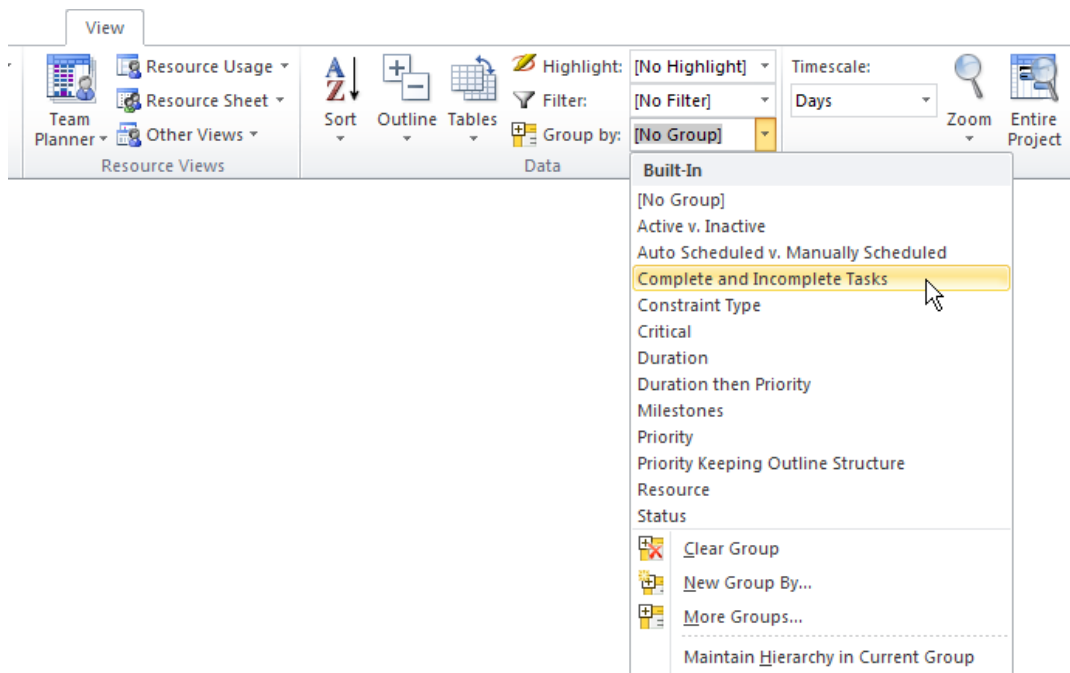 View
Team
Planner
Resource Usage
Resource Sheet
Other Views
Resource Views
A
Z
Sort
Outline
Tables
Highlight: [No Highlight]
Filter: [No Filter]
Group by: [No Group]
Data
Timescale:
Days
Zoom
Entire
Project
Built-In
[No Group]
Active v. Inactive
Auto Scheduled v. Manually Scheduled
Complete and Incomplete Tasks
Constraint Type
Critical
Duration
Duration then Priority
Milestones
Priority
Priority Keeping Outline Structure
Resource
Status
Clear Group
New Group By...
More Groups...
Maintain Hierarchy in Current Group